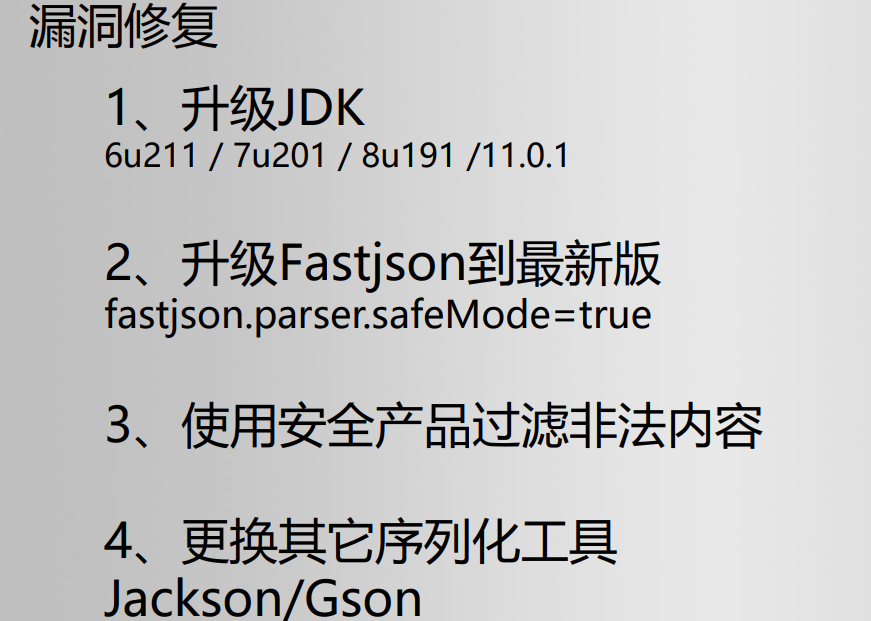 漏洞修复
1、升级JDK
6u211 / 7u201 / 8u191 /11.0.1
2、升级Fastjson到最新版
fastjson.parser.safeMode=true
3、使用安全产品过滤非法内容
4、更换其它序列化工具
Jackson/Gson